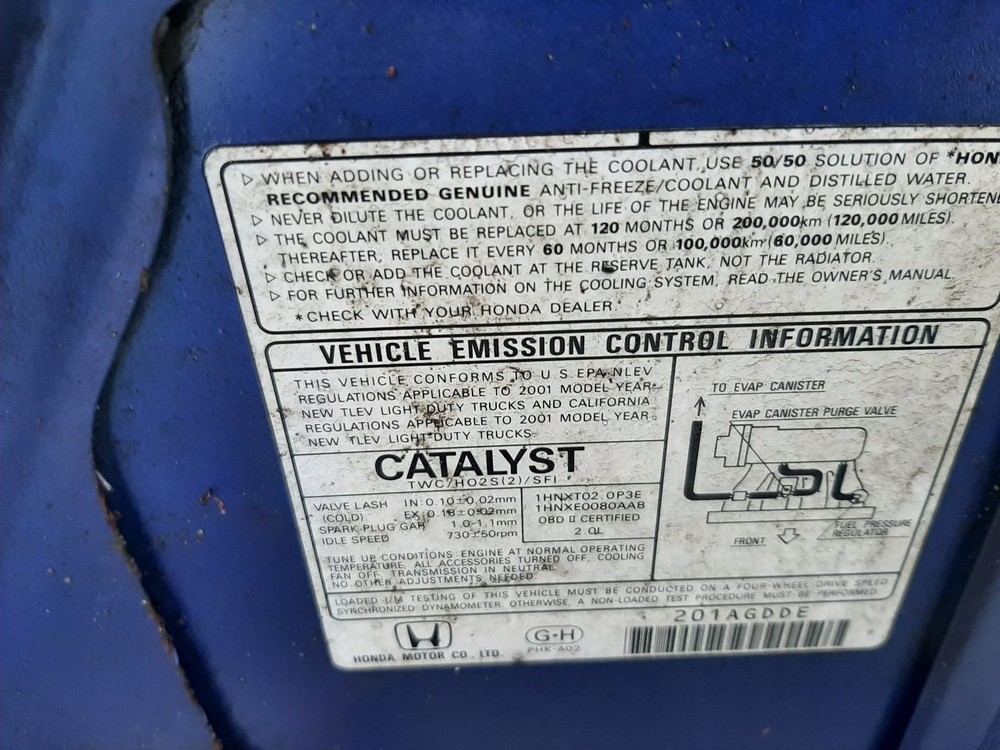 ▷ WHEN ADDING OR REPLACING THE COOLANT, USE 50/50 SOLUTION OF *HON
RECOMMENDED GENUINE ANTI-FREEZE/COOLANT AND DISTILLED WATER.
▷ NEVER DILUTE THE COOLANT, OR THE LIFE OF THE ENGINE MAY BE SERIOUSLY SHORTENE
▷ THE COOLANT MUST BE REPLACED AT 120 MONTHS OR 200,000km (120,000 MILES).
THEREAFTER, REPLACE IT EVERY 60 MONTHS OR 100,000km (60,000 MILES).
▷ CHECK OR ADD THE COOLANT AT THE RESERVE TANK, NOT THE RADIATOR.
▷ FOR FURTHER INFORMATION ON THE COOLING SYSTEM, READ THE OWNER'S MANUAL.
* CHECK WITH YOUR HONDA DEALER.
VEHICLE EMISSION CONTROL INFORMATION
THIS VEHICLE CONFORMS TO U.S.EPA NLEV
REGULATIONS APPLICABLE TO 2001 MODEL YEAR
NEW TLEV LIGHT-DUTY TRUCKS AND CALIFORNIA
REGULATIONS APPLICABLE TO 2001 MODEL YEAR
NEW TLEV LIGHT-DUTY TRUCKS.
CATALYST
TWC/HO2S(2)/SFI
VALVE LASH IN: 0.10±0.02mm
(COLD) EX: 0.18±0.02mm
SPARK PLUG GAP 1.0-1.1mm
IDLE SPEED 730±50rpm
1HNXT02.0P3E
1HNXE0080AAB
OBD II CERTIFIED
2.0L
TUNE UP CONDITIONS: ENGINE AT NORMAL OPERATING
TEMPERATURE, ALL ACCESSORIES TURNED OFF, COOLING
FAN OFF, TRANSMISSION IN NEUTRAL
NO OTHER ADJUSTMENTS NEEDED
TO EVAP CANISTER
EVAP CANISTER PURGE VALVE
FUEL PRESSURE
REGULATOR
FRONT
LOADED I/M TESTING OF THIS VEHICLE MUST BE CONDUCTED ON A FOUR-WHEEL DRIVE SPEED
SYNCHRONIZED DYNAMOMETER. OTHERWISE, A NON-LOADED TEST PROCEDURE MUST BE PERFORMED.
HONDA MOTOR CO., LTD.
G-H
PHK-A02
201AGDDE